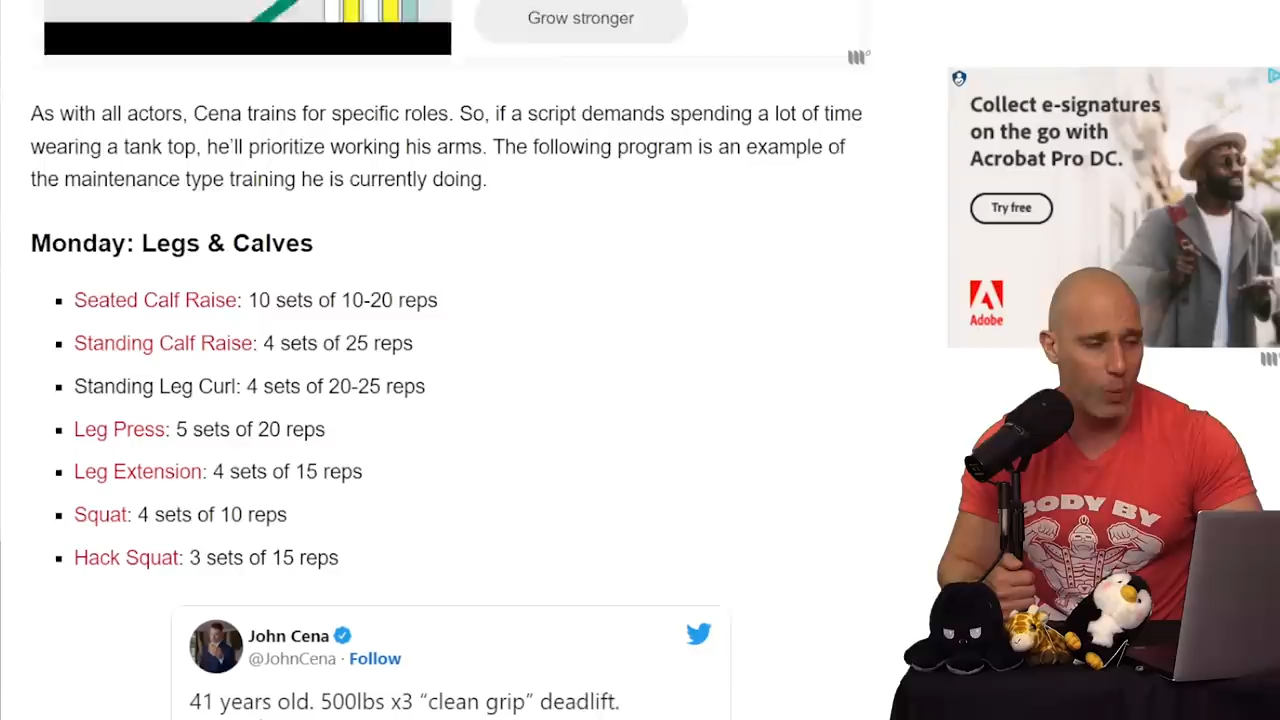 Grow stronger
As with all actors, Cena trains for specific roles. So, if a script demands spending a lot of time
wearing a tank top, he’ll prioritize working his arms. The following program is an example of
the maintenance type training he is currently doing.
Monday: Legs & Calves
Seated Calf Raise: 10 sets of 10-20 reps
Standing Calf Raise: 4 sets of 25 reps
Standing Leg Curl: 4 sets of 20-25 reps
Leg Press: 5 sets of 20 reps
Leg Extension: 4 sets of 15 reps
Squat: 4 sets of 10 reps
Hack Squat: 3 sets of 15 reps
John Cena
@JohnCena · Follow
41 years old. 500lbs x3 “clean grip” deadlift.
Collect e-signatures
on the go with
Acrobat Pro DC.
Try free
Adobe
BODY BY